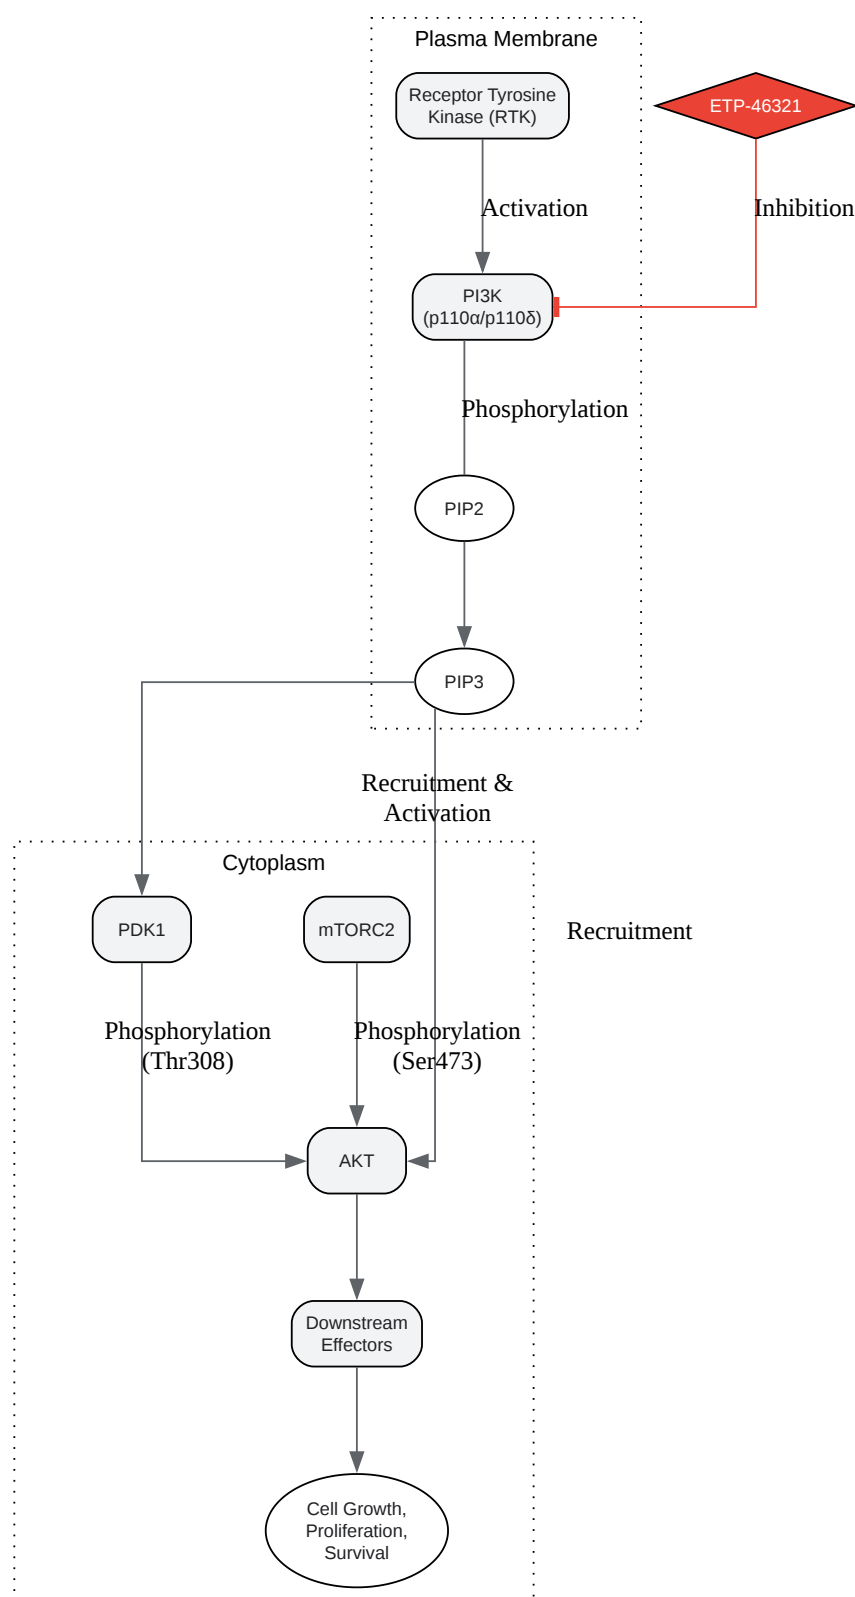 Plasma Membrane
Receptor Tyrosine
Kinase (RTK)
ETP-46321
Activation
Inhibition
PI3K
(p110α/p110δ)
Phosphorylation
PIP2
PIP3
Recruitment &
Activation
Cytoplasm
PDK1
mTORC2
Recruitment
Phosphorylation
(Thr308)
Phosphorylation
(Ser473)
AKT
Downstream
Effectors
Cell Growth,
Proliferation,
Survival